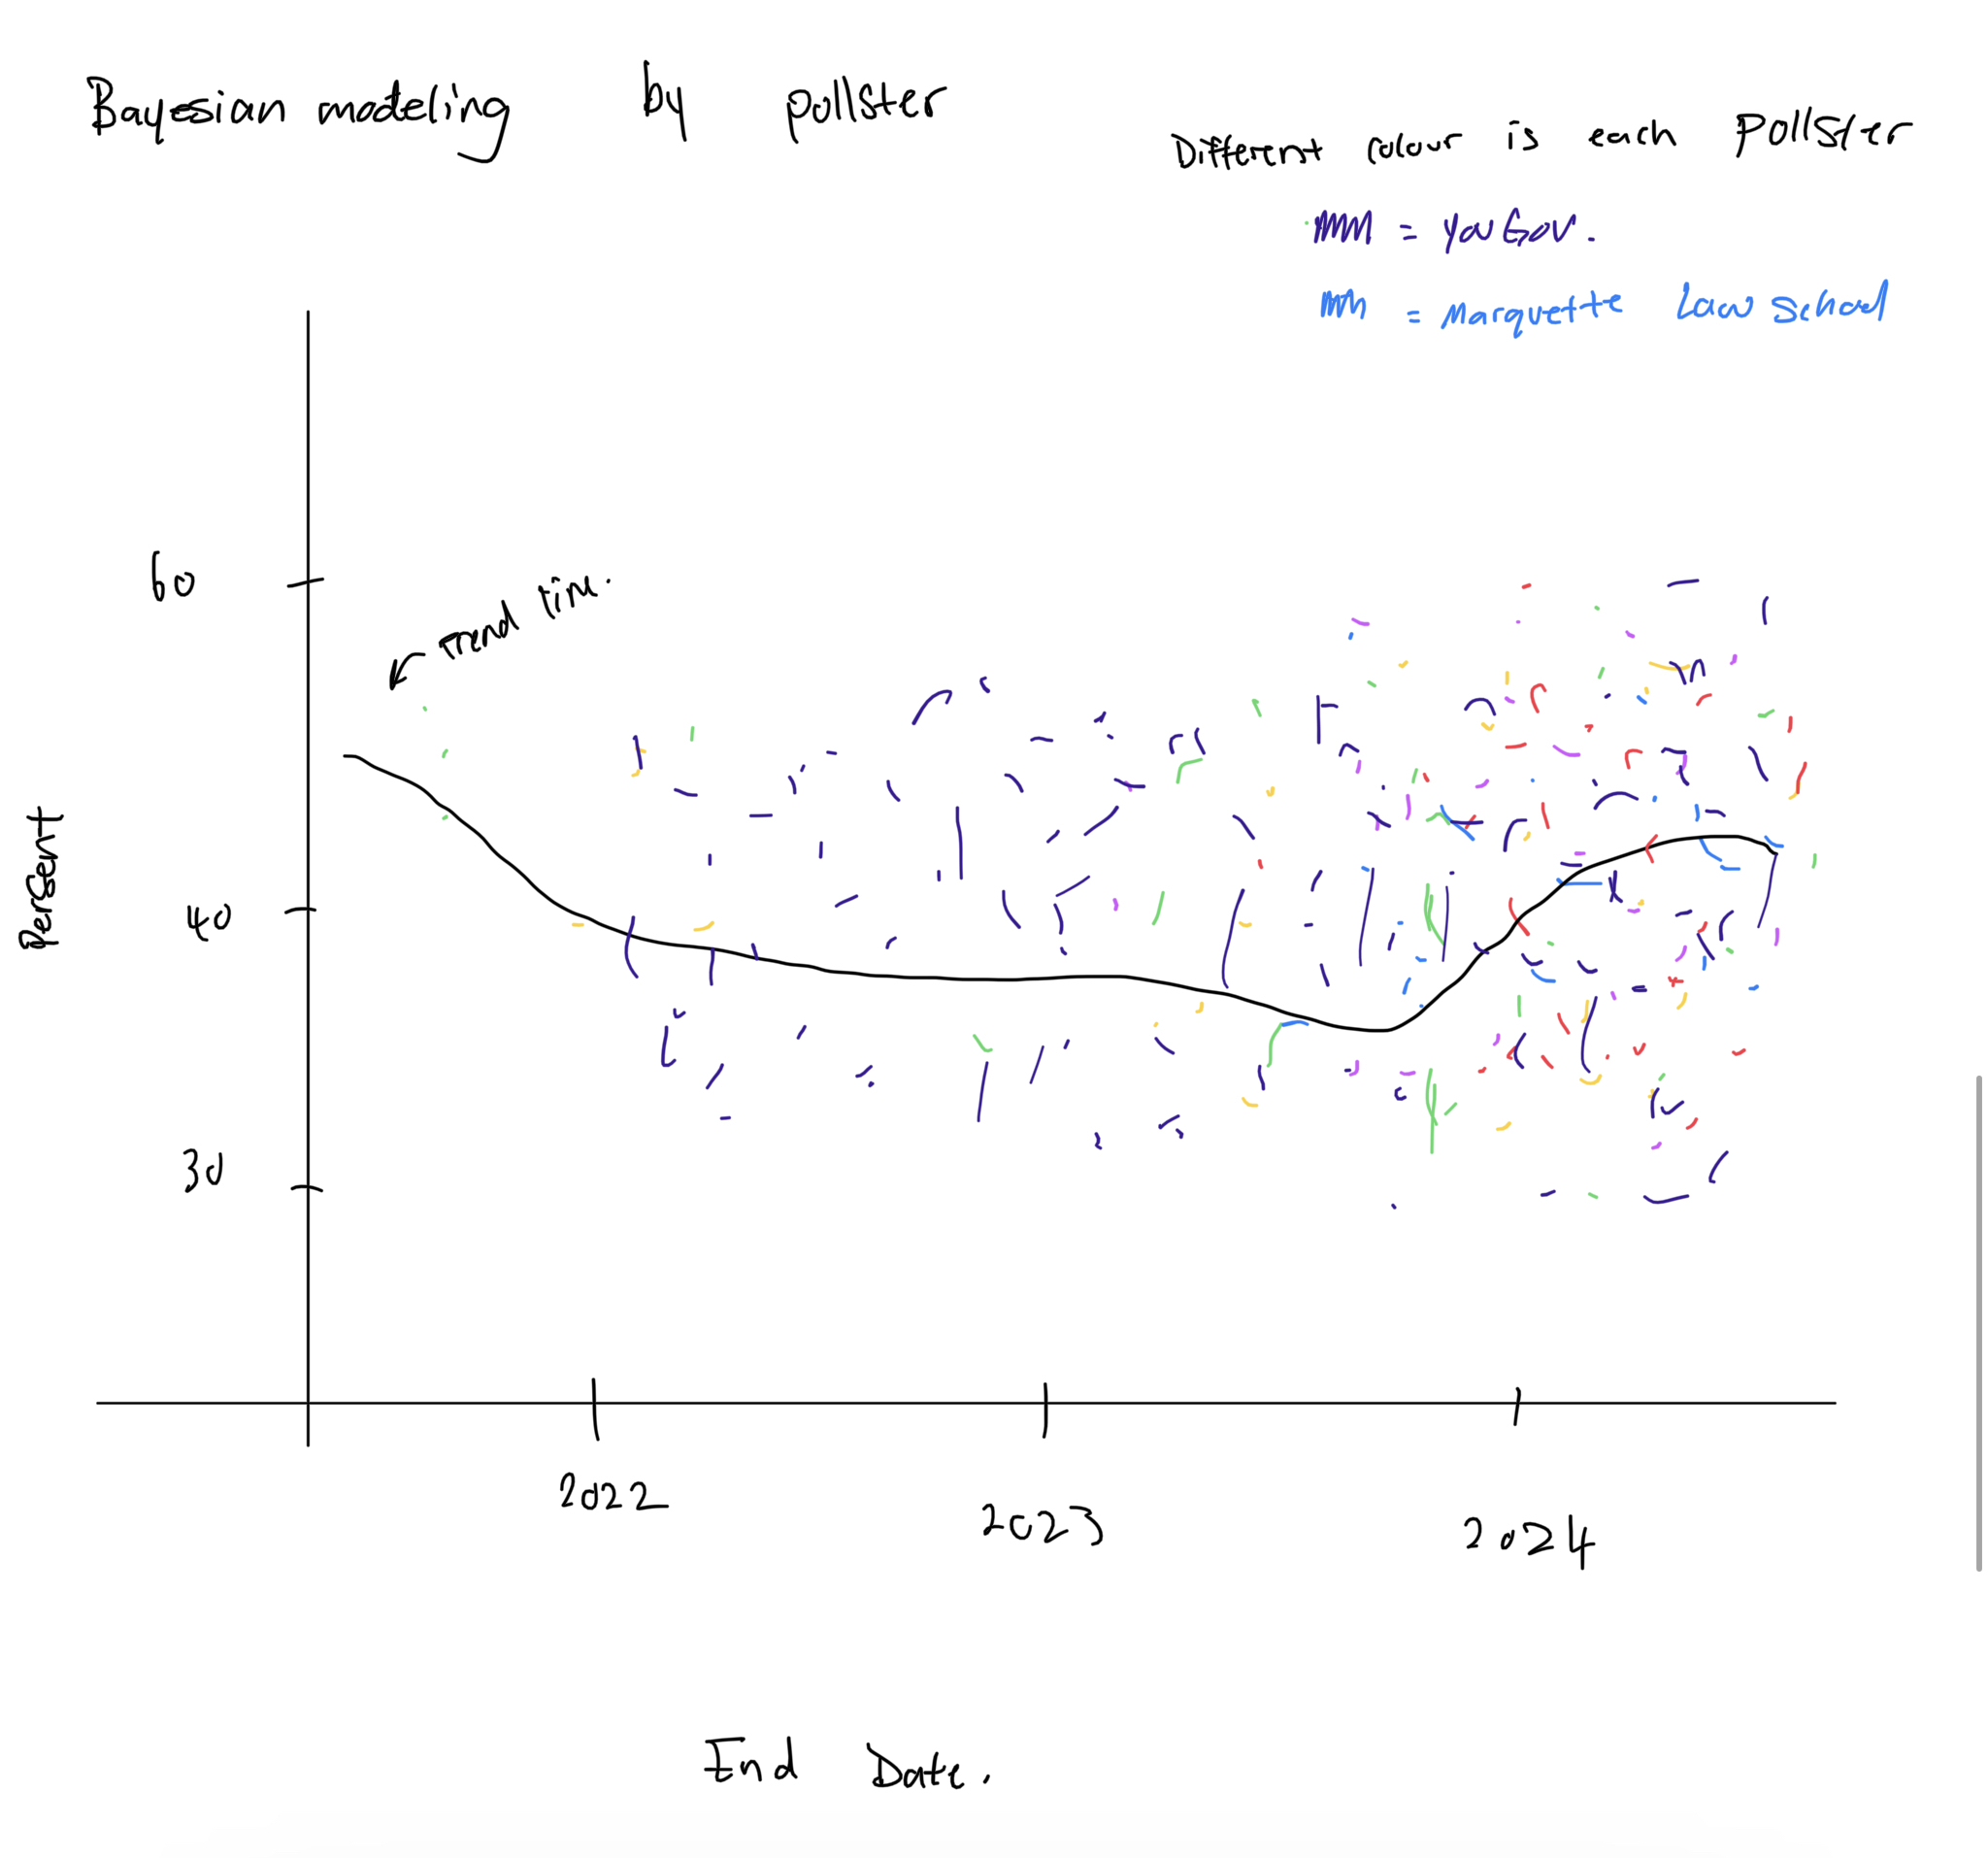 Bayesian modeling by pollster
Different colour is each Pollster
= YouGov.
= Marquette Law School
60
Trend line.
Percent
40
30
2022
2023
2024
End Date.